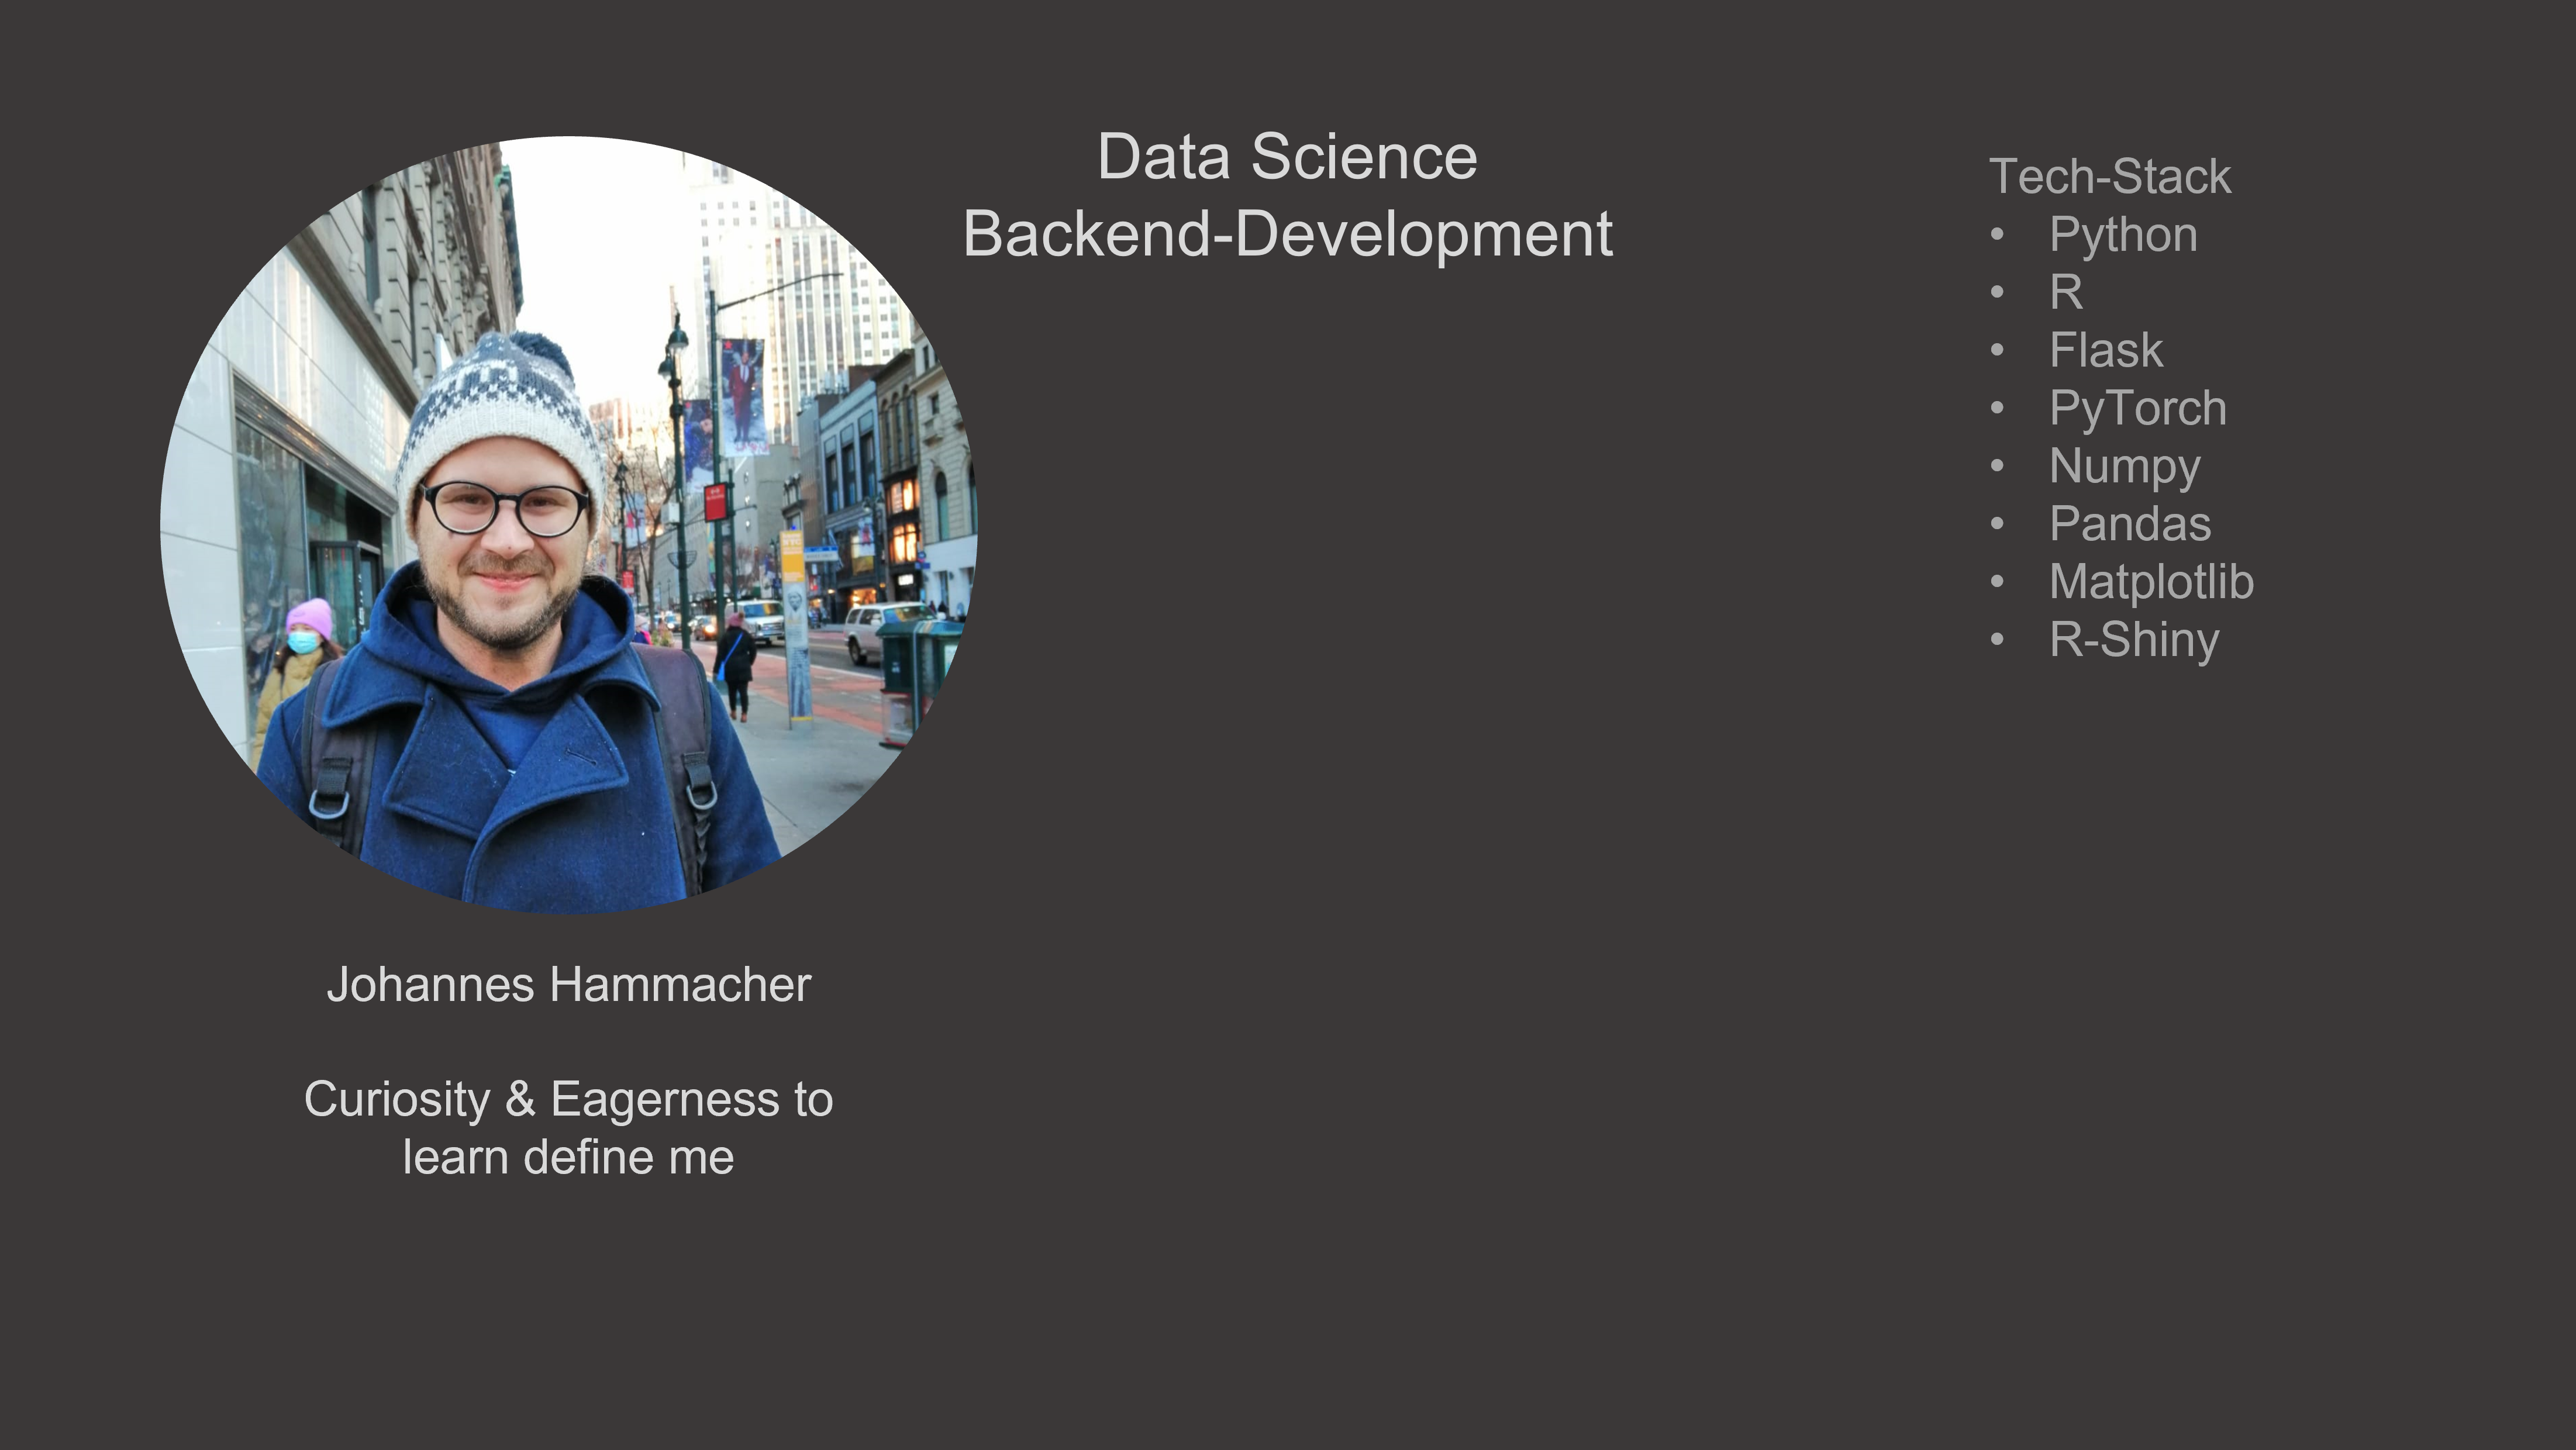 Data Science
Backend-Development
Tech-Stack
• Python
• R
• Flask
• PyTorch
• Numpy
• Pandas
• Matplotlib
• R-Shiny
Johannes Hammacher
Curiosity & Eagerness to
learn define me